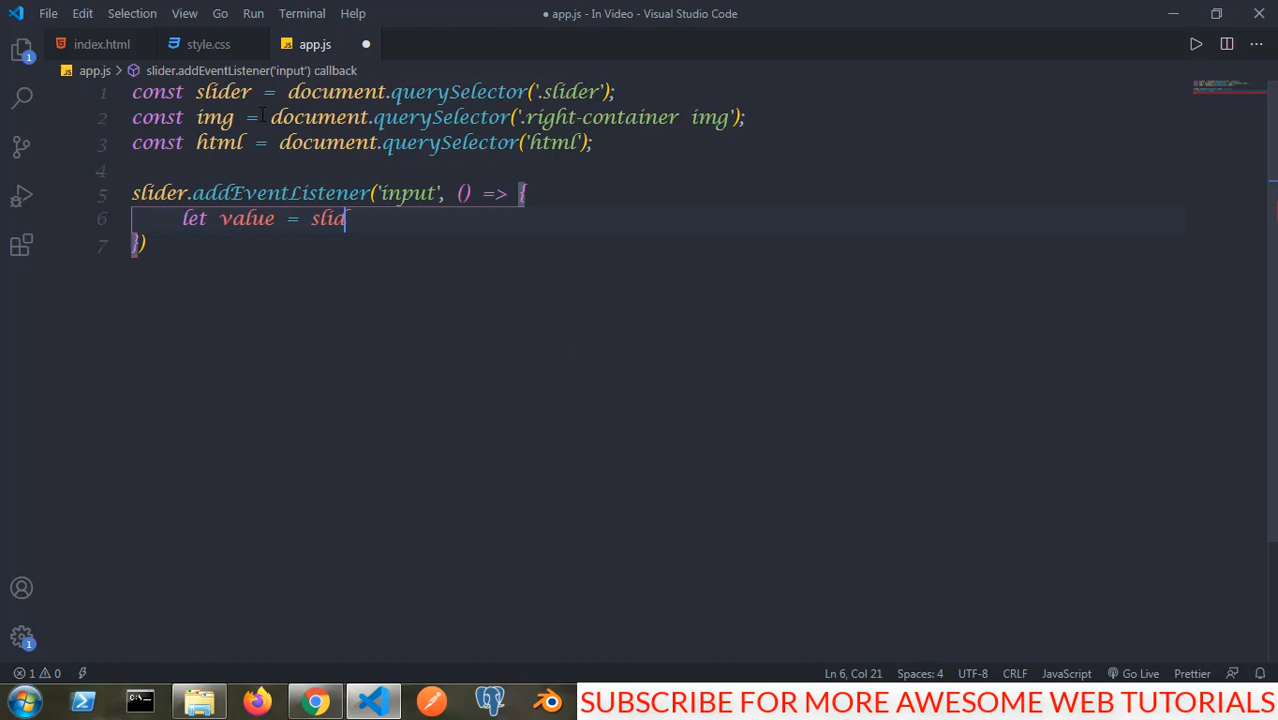 File Edit Selection View Go Run Terminal Help
● app.js - In Video - Visual Studio Code
index.html style.css app.js
app.js > slider.addEventListener('input') callback
1 const slider = document.querySelector('.slider');
2 const img = document.querySelector('.right-container img');
3 const html = document.querySelector('html');
4
5 slider.addEventListener('input', () => {
6 let value = slid
7 })
1
1
1 0
Ln 6, Col 21 Spaces: 4 UTF-8 CRLF JavaScript Go Live Prettier
SUBSCRIBE FOR MORE AWESOME WEB TUTORIALS